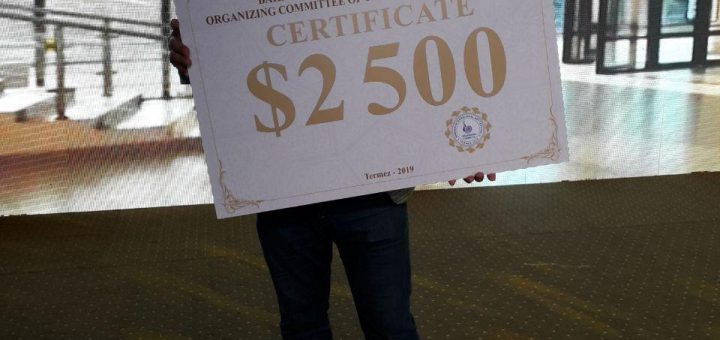 ORGANIZING COMMITTEE OF
CERTIFICATE
$2 500
Termez - 2019